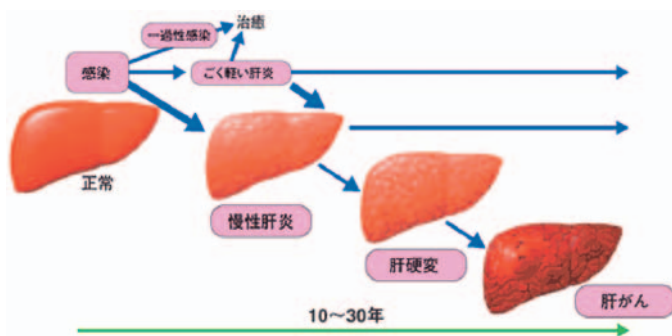 治癒
一過性感染
感染
ごく軽い肝炎
正常
慢性肝炎
肝硬変
肝がん
10〜30年